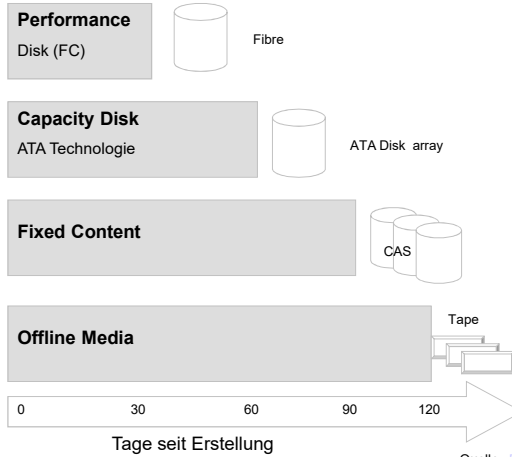 Performance
Disk (FC)
Fibre
Capacity Disk
ATA Technologie
ATA Disk array
Fixed Content
CAS
Offline Media
Tape
0 30 60 90 120
Tage seit Erstellung